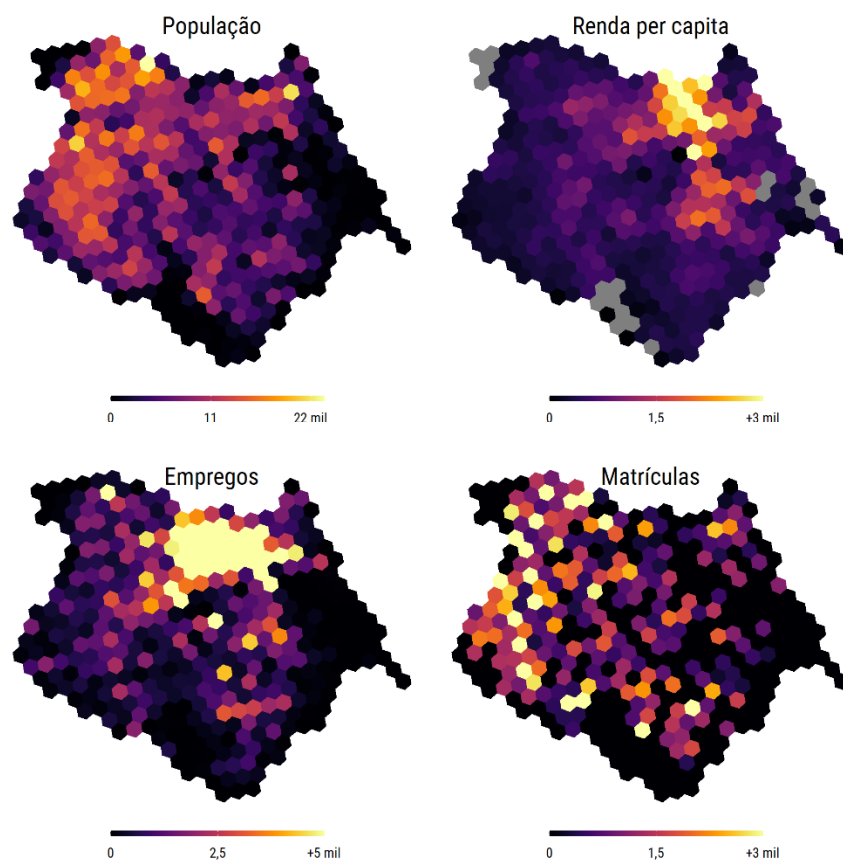 População
Renda per capita
0 11 22 mil
0 1,5 +3 mil
Empregos
Matrículas
0 2,5 +5 mil
0 1,5 +3 mil